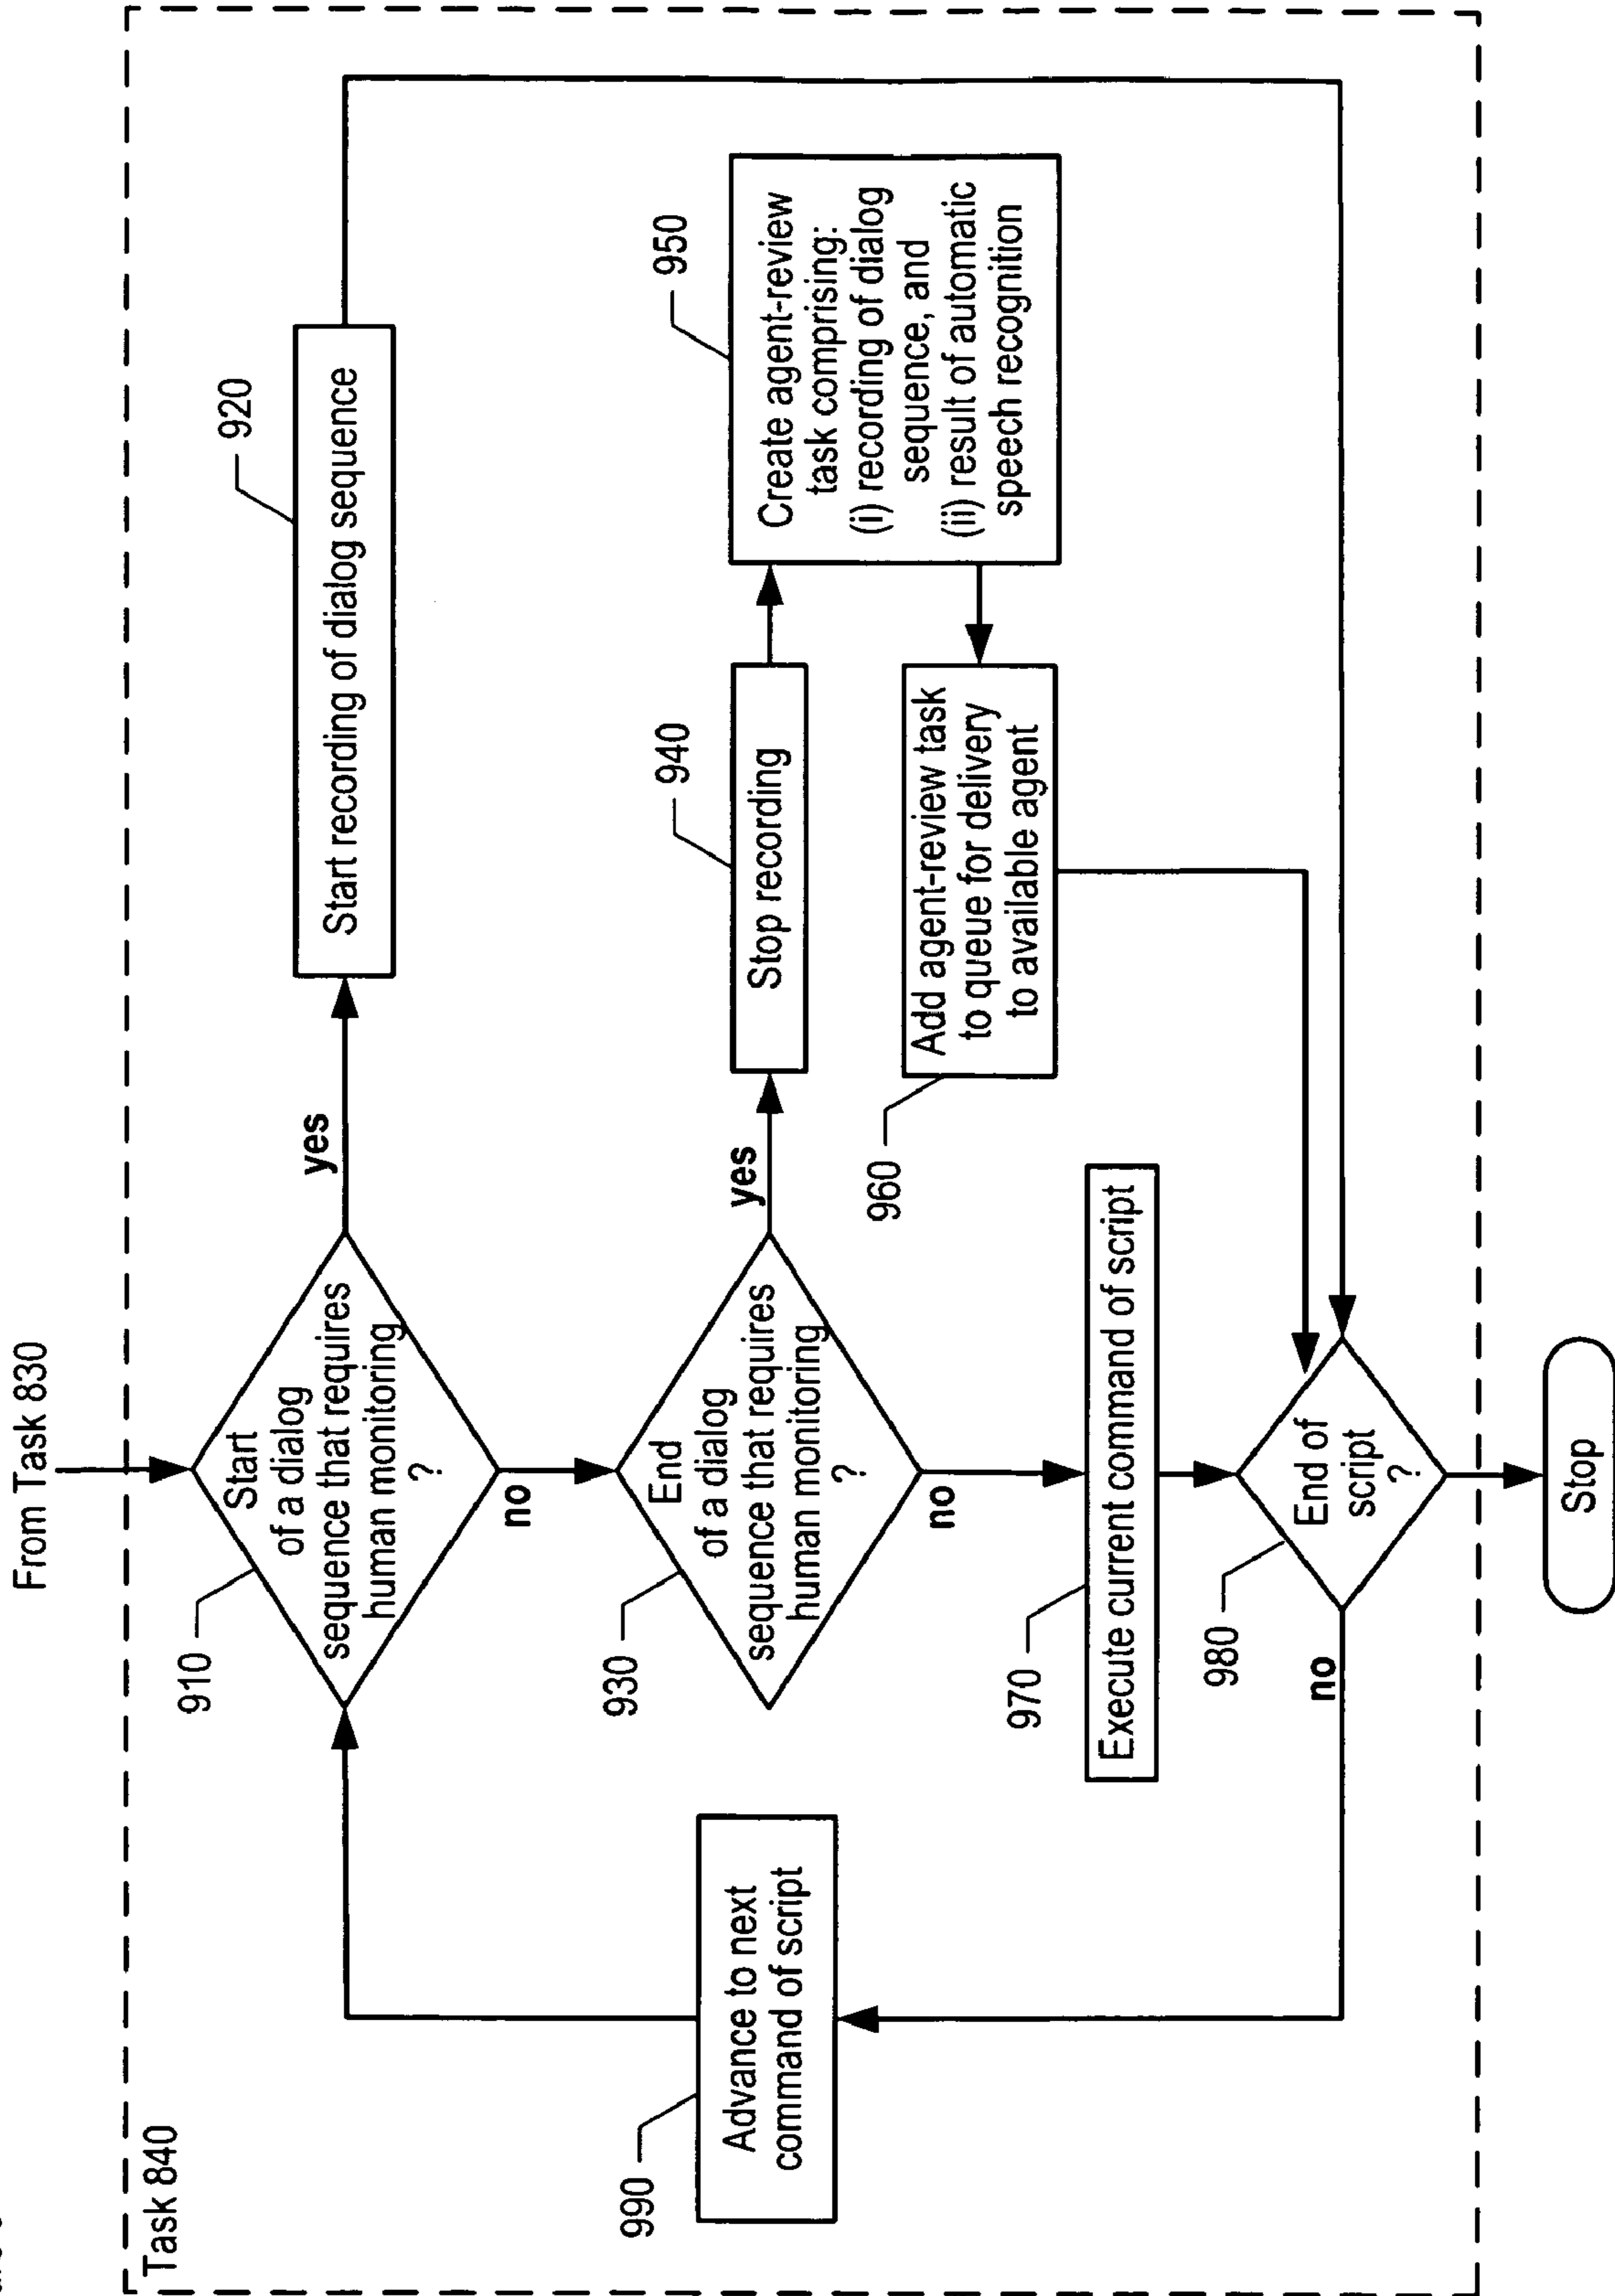 From Task 830
Task 840
910
Start
of a dialog
sequence that requires
human monitoring
?
yes
no
920
Start recording of dialog sequence
930
End
of a dialog
sequence that requires
human monitoring
?
yes
no
940
Stop recording
950
Create agent-review
task comprising:
(i) recording of dialog
sequence, and
(ii) result of automatic
speech recognition
960
Add agent-review task
to queue for delivery
to available agent
970
Execute current command of script
980
End of
script
?
no
990
Advance to next
command of script
Stop